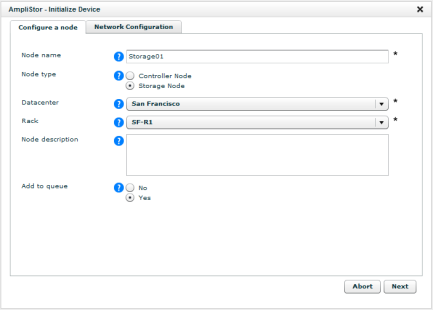 AmpliStor - Initialize Device
Configure a node Network Configuration
Node name Storage01 *
Node type Controller Node
Storage Node
Datacenter San Francisco *
Rack SF-R1 *
Node description
Add to queue No
Yes
Abort Next